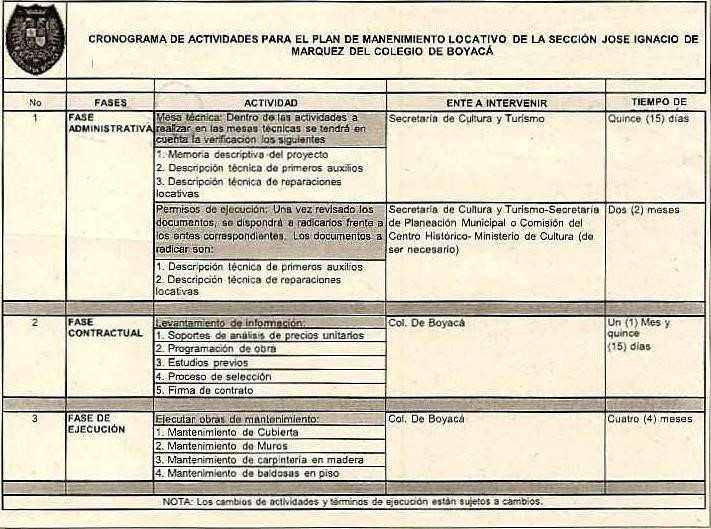 CRONOGRAMA DE ACTIVIDADES PARA EL PLAN DE MANENIMIENTO LOCATIVO DE LA SECCIÓN JOSE IGNACIO DE
MARQUEZ DEL COLEGIO DE BOYACÁ
No FASES ACTIVIDAD ENTE A INTERVENIR TIEMPO DE
1 FASE ADMINISTRATIVA
Mesa técnica: Dentro de las actividades a
realizar en las mesas técnicas se tendrá en
cuenta la verificación los siguientes
1. Memoria descriptiva del proyecto
2. Descripción técnica de primeros auxilios
3. Descripción técnica de reparaciones
locativas
Secretaría de Cultura y Turismo
Quince (15) días
Permisos de ejecución: Una vez revisado los
documentos, se dispondrá a radicarlos frente a
los entes correspondientes. Los documentos a
radicar son:
1. Descripción técnica de primeros auxilios
2. Descripción técnica de reparaciones
locativas
Secretaría de Cultura y Turismo-Secretaría
de Planeación Municipal o Comisión del
Centro Histórico- Ministerio de Cultura (de
ser necesario)
Dos (2) meses
2 FASE
CONTRACTUAL
Levantamiento de información:
1. Soportes de análisis de precios unitarios
2. Programación de obra
3. Estudios previos
4. Proceso de selección
5. Firma de contrato
Col. De Boyacá
Un (1) Mes y
quince
(15) días
3 FASE DE
EJECUCIÓN
Ejecutar obras de mantenimiento:
1. Mantenimiento de Cubierta
2. Mantenimiento de Muros
3. Mantenimiento de carpintería en madera
4. Mantenimiento de baldosas en piso
Col. De Boyacá
Cuatro (4) meses
NOTA: Los cambios de actividades y términos de ejecución están sujetos a cambios.